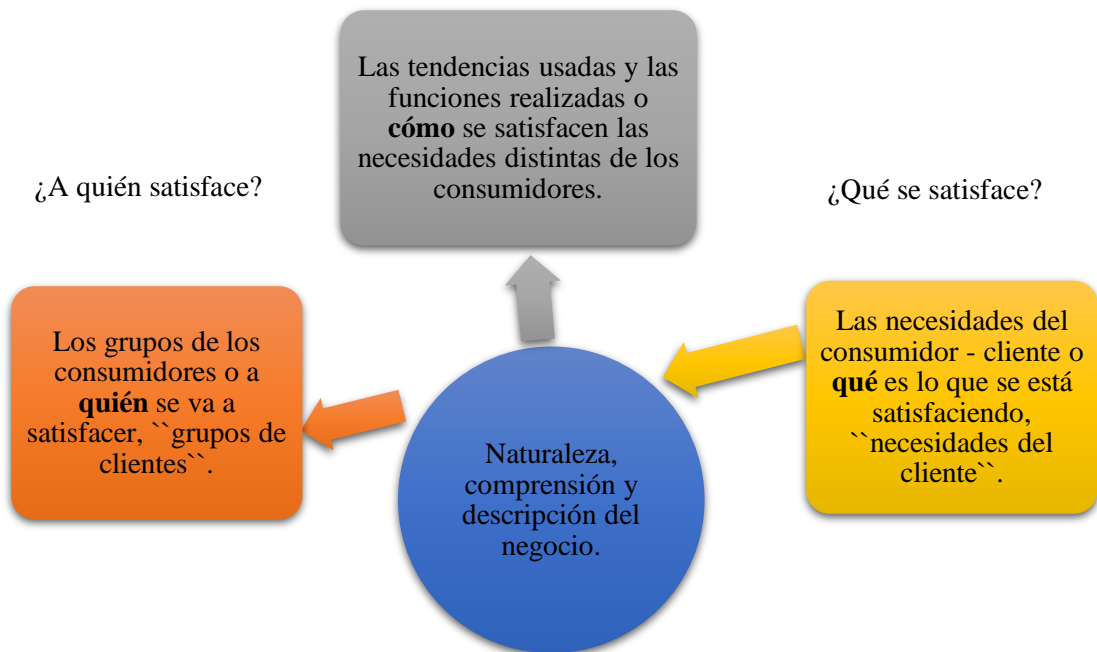 Las tendencias usadas y las
funciones realizadas o
cómo se satisfacen las
necesidades distintas de los
consumidores.
¿A quién satisface?
¿Qué se satisface?
Los grupos de los
consumidores o a
quién se va a
satisfacer, ``grupos de
clientes``.
Las necesidades del
consumidor - cliente o
qué es lo que se está
satisfaciendo,
``necesidades del
cliente``.
Naturaleza,
comprensión y
descripción del
negocio.